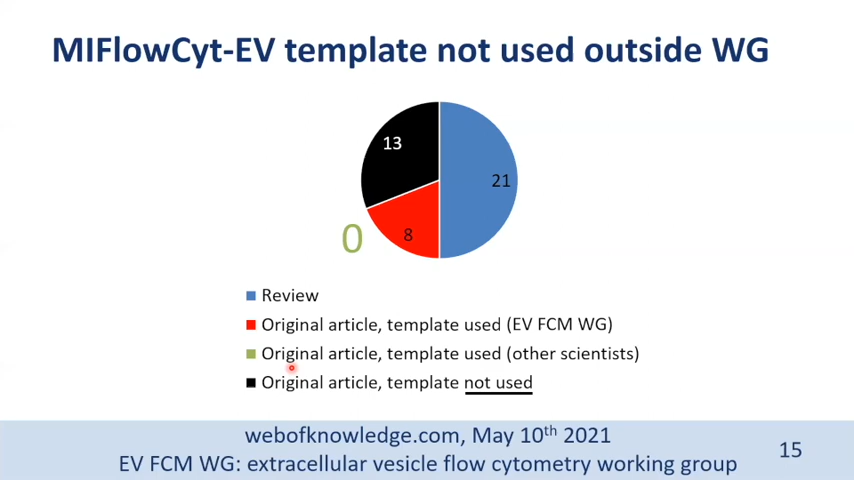 MIFlowCyt-EV template not used outside WG
13
21
0
8
Review
Original article, template used (EV FCM WG)
Original article, template used (other scientists)
Original article, template not used
webofknowledge.com, May 10th 2021
EV FCM WG: extracellular vesicle flow cytometry working group
15